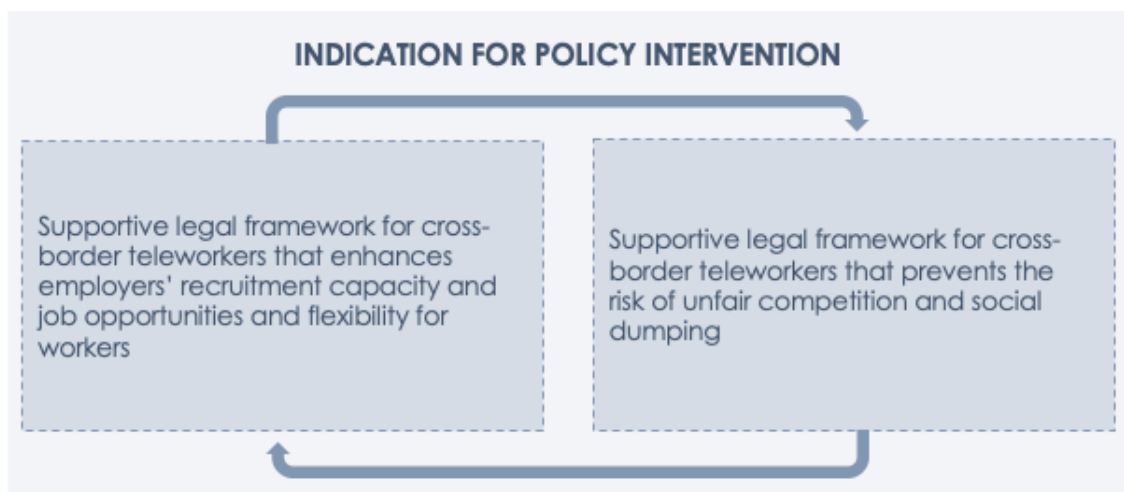 INDICATION FOR POLICY INTERVENTION
Supportive legal framework for cross-
border teleworkers that enhances
employers’ recruitment capacity and
job opportunities and flexibility for
workers
Supportive legal framework for cross-
border teleworkers that prevents the
risk of unfair competition and social
dumping